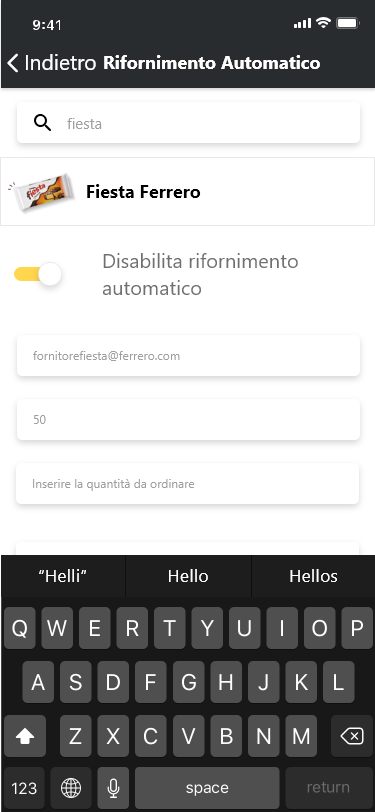 9:41
Indietro Rifornimento Automatico
fiesta
fiesta
Fiesta Ferrero
Disabilita rifornimento
automatico
fornitorefiesta@ferrero.com
50
Inserire la quantità da ordinare
“Helli” Hello Hellos
Q W E R T Y U I O P
A S D F G H J K L
Z X C V B N M
123 space return